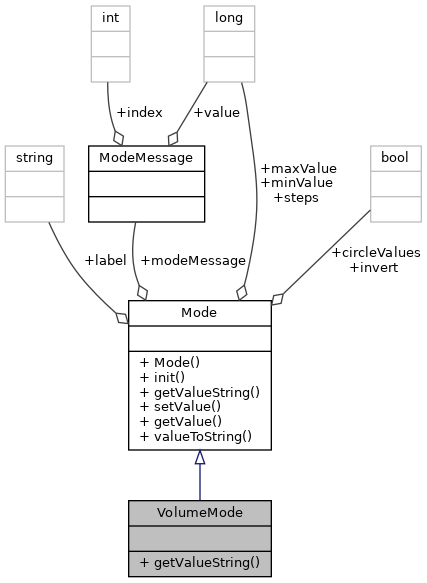 int
long
+index
+value
string
ModeMessage
bool
+maxValue
+minValue
+steps
+label
+modeMessage
+circleValues
+invert
Mode
+ Mode()
+ init()
+ getValueString()
+ setValue()
+ getValue()
+ valueToString()
VolumeMode
+ getValueString()